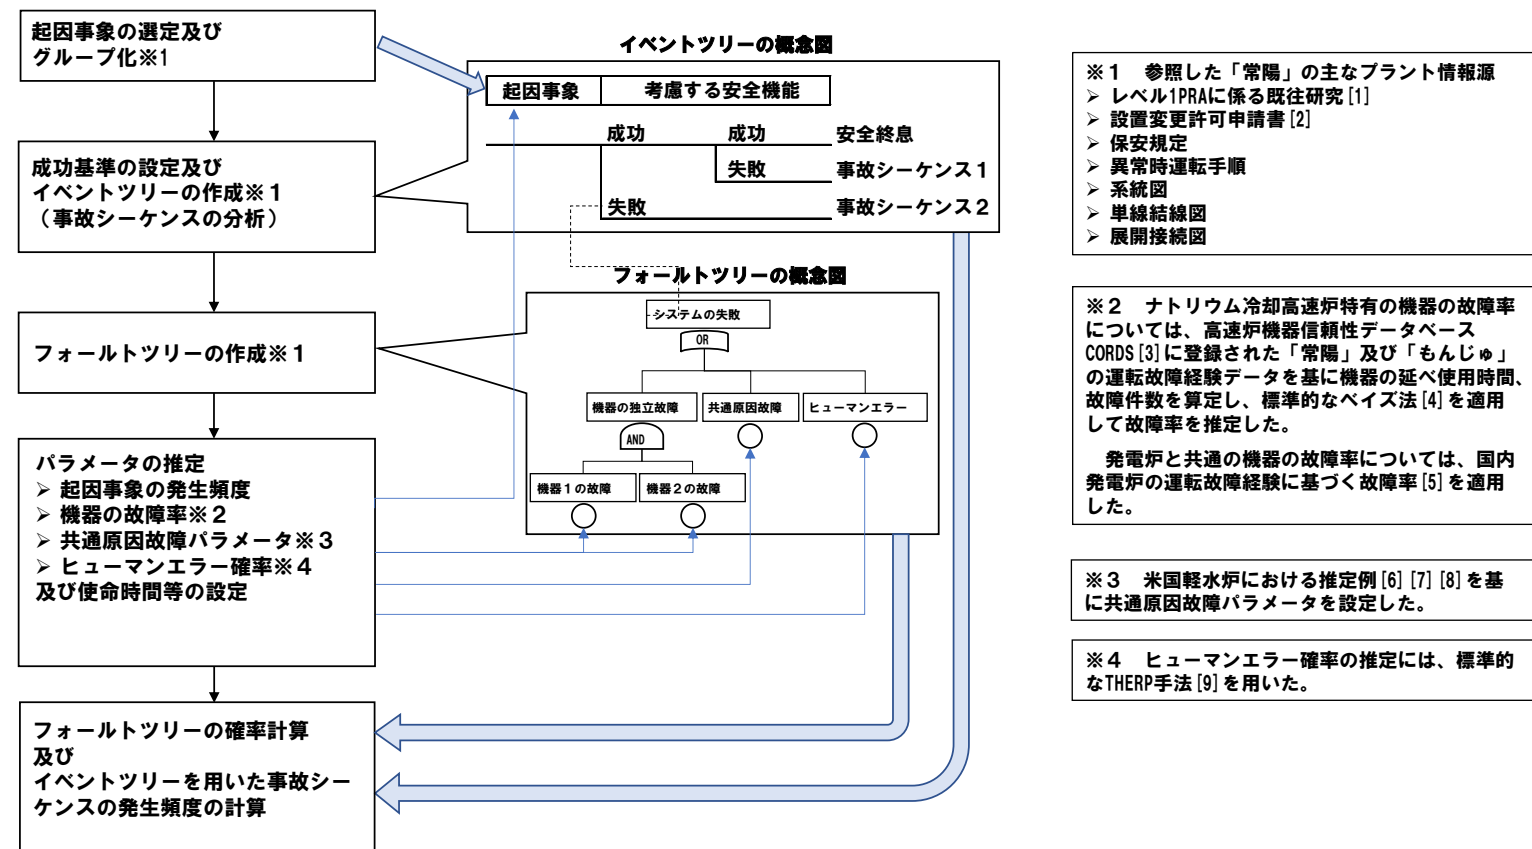 起因事象の選定及び
グループ化※1
成功基準の設定及び
イベントツリーの作成※１
（事故シーケンスの分析）
フォールトツリーの作成※１
パラメータの推定
➢ 起因事象の発生頻度
➢ 機器の故障率※２
➢ 共通原因故障パラメータ※３
➢ ヒューマンエラー確率※４
及び使命時間等の設定
フォールトツリーの確率計算
及び
イベントツリーを用いた事故シー
ケンスの発生頻度の計算
イベントツリーの概念図
起因事象 考慮する安全機能
成功 成功 安全終息
失敗 事故シーケンス１
失敗 事故シーケンス２
フォールトツリーの概念図
システムの失敗
OR
機器の独立故障 共通原因故障 ヒューマンエラー
AND
機器１の故障 機器２の故障
※１　参照した「常陽」の主なプラント情報源
➢ レベル1PRAに係る既往研究[1]
➢ 設置変更許可申請書[2]
➢ 保安規定
➢ 異常時運転手順
➢ 系統図
➢ 単線結線図
➢ 展開接続図
※２　ナトリウム冷却高速炉特有の機器の故障率
については、高速炉機器信頼性データベース
CORDS[3]に登録された「常陽」及び「もんじゅ」
の運転故障経験データを基に機器の延べ使用時間、
故障件数を算定し、標準的なベイズ法[4]を適用
して故障率を推定した。
発電炉と共通の機器の故障率については、国内
発電炉の運転故障経験に基づく故障率[5]を適用
した。
※３　米国軽水炉における推定例[6][7][8]を基
に共通原因故障パラメータを設定した。
※４　ヒューマンエラー確率の推定には、標準的
なTHERP手法[9]を用いた。